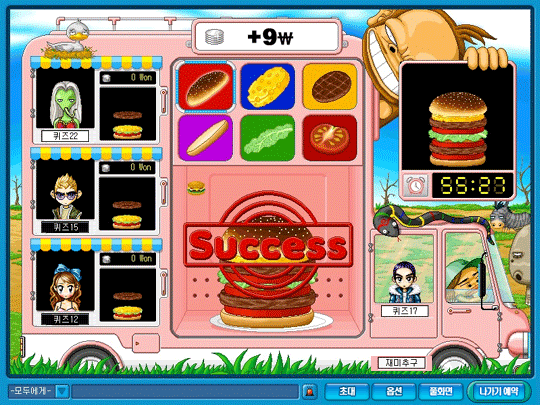 +9₩
0 Won
퀴즈22
0 Won
퀴즈15
0 Won
퀴즈12
55:27
Success
퀴즈17
재미추구
-모두에게-
초대
옵션
풀화면
나가기 예약